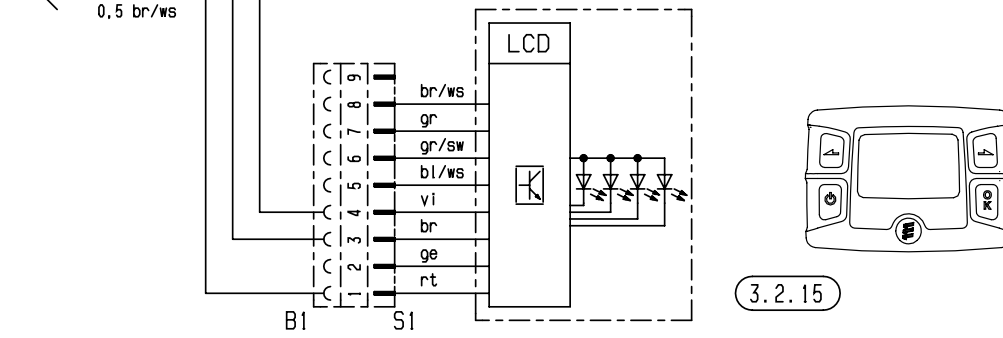 0,5 br/ws
LCD
9
8 br/ws
7 gr
6 gr/sw
5 bl/ws
4 vi
3 br
2 ge
1 rt
B1 S1
OK
3.2.15